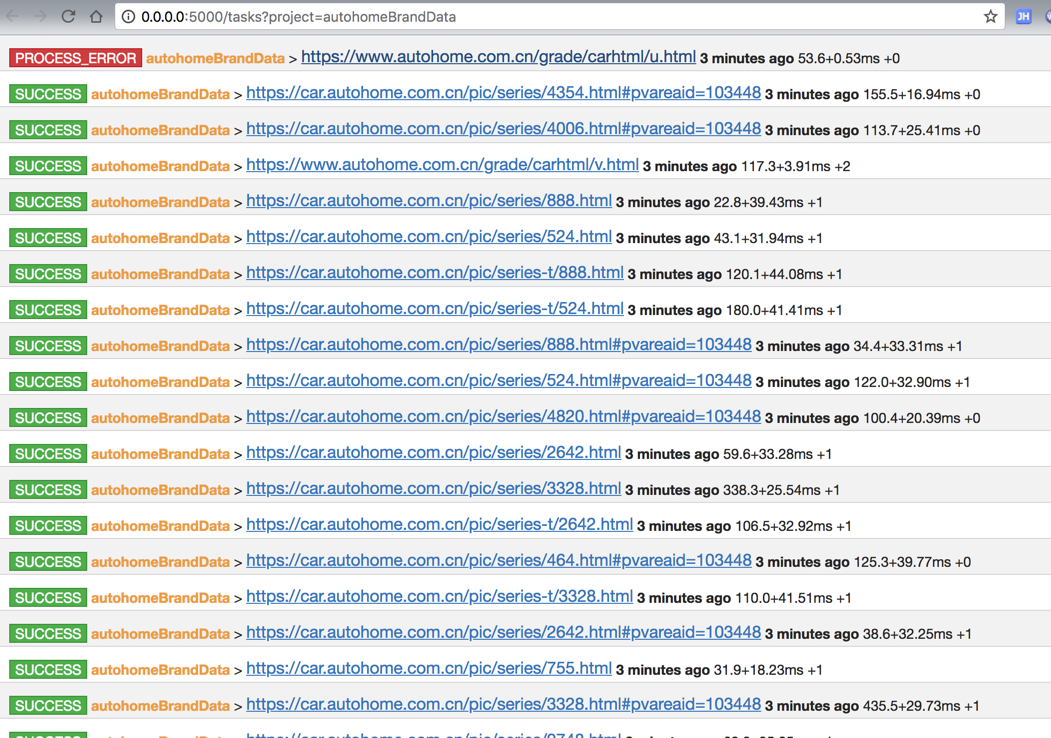 0.0.0.0:5000/tasks?project=autohomeBrandData JH
PROCESS_ERROR autohomeBrandData > https://www.autohome.com.cn/grade/carhtml/u.html 3 minutes ago 53.6+0.53ms +0
SUCCESS autohomeBrandData > https://car.autohome.com.cn/pic/series/4354.html#pvareaid=103448 3 minutes ago 155.5+16.94ms +0
SUCCESS autohomeBrandData > https://car.autohome.com.cn/pic/series/4006.html#pvareaid=103448 3 minutes ago 113.7+25.41ms +0
SUCCESS autohomeBrandData > https://www.autohome.com.cn/grade/carhtml/v.html 3 minutes ago 117.3+3.91ms +2
SUCCESS autohomeBrandData > https://car.autohome.com.cn/pic/series/888.html 3 minutes ago 22.8+39.43ms +1
SUCCESS autohomeBrandData > https://car.autohome.com.cn/pic/series/524.html 3 minutes ago 43.1+31.94ms +1
SUCCESS autohomeBrandData > https://car.autohome.com.cn/pic/series-t/888.html 3 minutes ago 120.1+44.08ms +1
SUCCESS autohomeBrandData > https://car.autohome.com.cn/pic/series-t/524.html 3 minutes ago 180.0+41.41ms +1
SUCCESS autohomeBrandData > https://car.autohome.com.cn/pic/series/888.html#pvareaid=103448 3 minutes ago 34.4+33.31ms +1
SUCCESS autohomeBrandData > https://car.autohome.com.cn/pic/series/524.html#pvareaid=103448 3 minutes ago 122.0+32.90ms +1
SUCCESS autohomeBrandData > https://car.autohome.com.cn/pic/series/4820.html#pvareaid=103448 3 minutes ago 100.4+20.39ms +0
SUCCESS autohomeBrandData > https://car.autohome.com.cn/pic/series/2642.html 3 minutes ago 59.6+33.28ms +1
SUCCESS autohomeBrandData > https://car.autohome.com.cn/pic/series/3328.html 3 minutes ago 338.3+25.54ms +1
SUCCESS autohomeBrandData > https://car.autohome.com.cn/pic/series-t/2642.html 3 minutes ago 106.5+32.92ms +1
SUCCESS autohomeBrandData > https://car.autohome.com.cn/pic/series/464.html#pvareaid=103448 3 minutes ago 125.3+39.77ms +0
SUCCESS autohomeBrandData > https://car.autohome.com.cn/pic/series-t/3328.html 3 minutes ago 110.0+41.51ms +1
SUCCESS autohomeBrandData > https://car.autohome.com.cn/pic/series/2642.html#pvareaid=103448 3 minutes ago 38.6+32.25ms +1
SUCCESS autohomeBrandData > https://car.autohome.com.cn/pic/series/755.html 3 minutes ago 31.9+18.23ms +1
SUCCESS autohomeBrandData > https://car.autohome.com.cn/pic/series/3328.html#pvareaid=103448 3 minutes ago 435.5+29.73ms +1